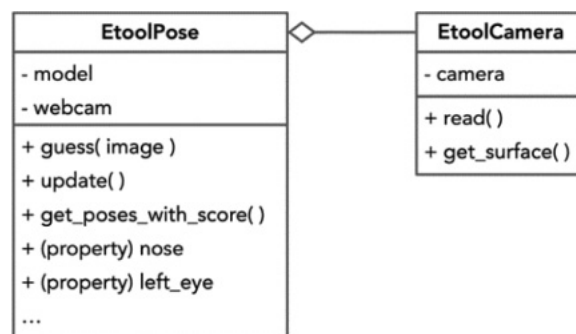 EtoolPose
- model
- webcam
+ guess( image )
+ update( )
+ get_poses_with_score( )
+ (property) nose
+ (property) left_eye
...
EtoolCamera
- camera
+ read( )
+ get_surface( )